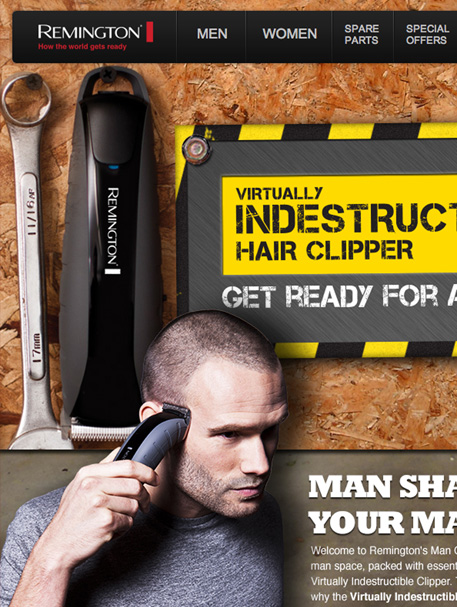 REMINGTON
How the world gets ready
MEN
WOMEN
SPARE
PARTS
SPECIAL
OFFERS
11/16 AF
17mm
REMINGTON
VIRTUALLY
HAIR CLIPPER
GET READY FOR A
MAN SHA
YOUR MA
Welcome to Remington's Man
man space, packed with essent
Virtually Indestructible Clipper.
why the Virtually Indestructibl